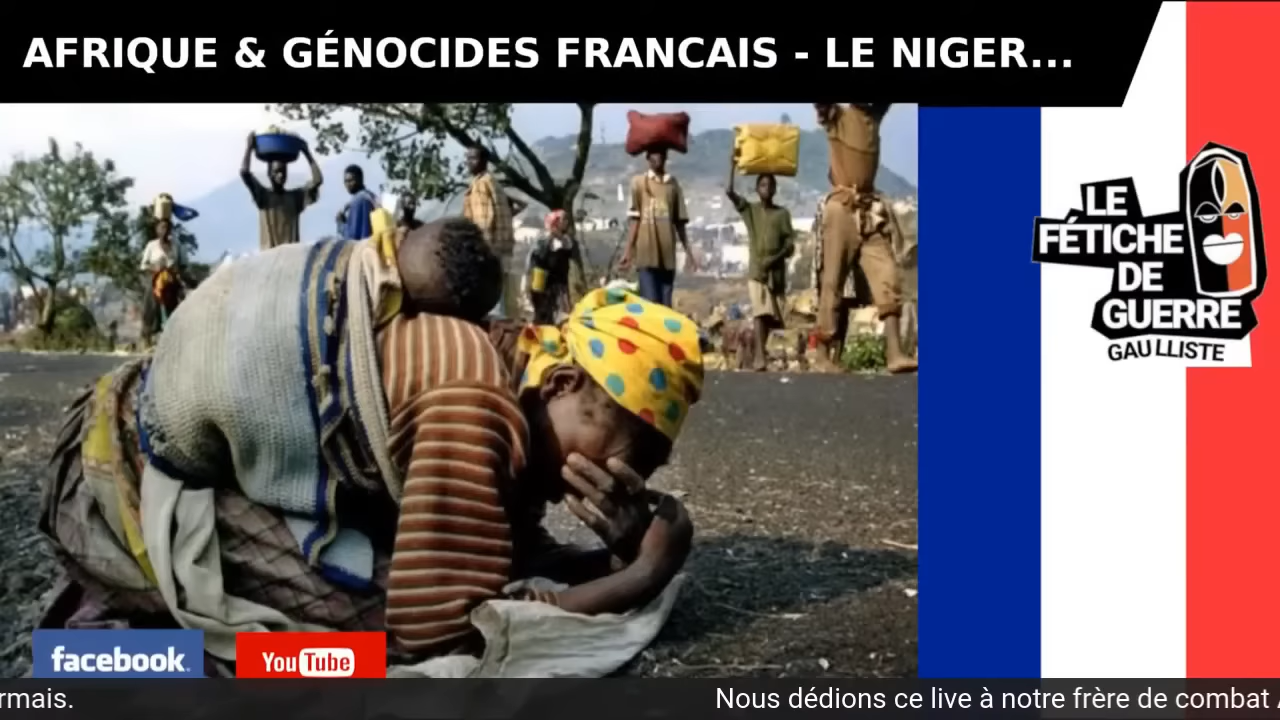 AFRIQUE & GÉNOCIDES FRANCAIS - LE NIGER...
LE
FÉTICHE
DE
GUERRE
GAULLISTE
facebook
YouTube
rmais.
Nous dédions ce live à notre frère de combat